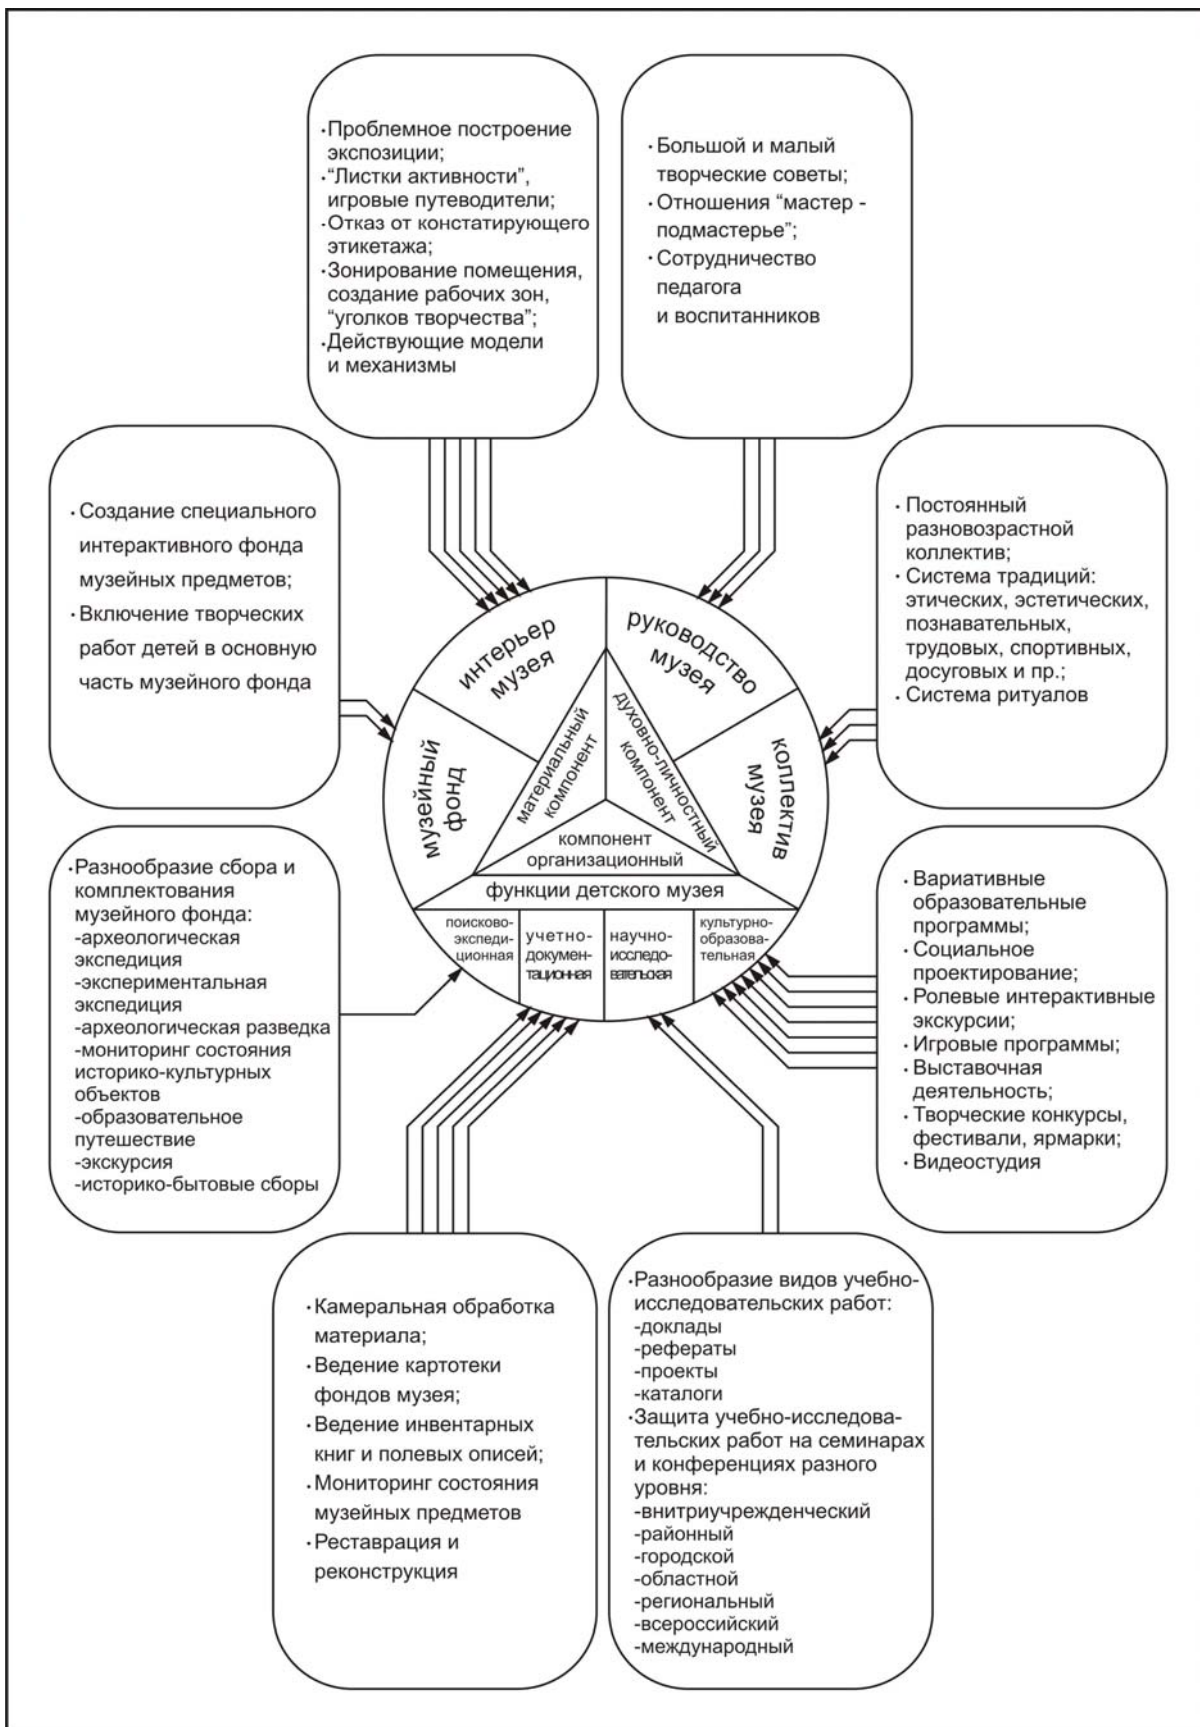 ·Проблемное построение
экспозиции;
·“Листки активности”,
игровые путеводители;
·Отказ от констатирующего
этикетажа;
·Зонирование помещения,
создание рабочих зон,
“уголков творчества”;
·Действующие модели
и механизмы
·Большой и малый
творческие советы;
·Отношения “мастер -
подмастерье”;
·Сотрудничество
педагога
и воспитанников
·Создание специального
интерактивного фонда
музейных предметов;
·Включение творческих
работ детей в основную
часть музейного фонда
·Постоянный
разновозрастной
коллектив;
·Система традиций:
этических, эстетических,
познавательных,
трудовых, спортивных,
досуговых и пр.;
·Система ритуалов
интерьер
музея
руководство
музея
музейный
фонд
коллектив
музея
материальный
компонент
духовно-личностный
компонент
компонент
организационный
функции детского музея
поисково-
экспеди-
ционная
учетно-
докумен-
тационная
научно-
исследо-
вательская
культурно-
образова-
тельная
·Разнообразие сбора и
комплектования
музейного фонда:
-археологическая
экспедиция
-экспериментальная
экспедиция
-археологическая разведка
-мониторинг состояния
историко-культурных
объектов
-образовательное
путешествие
-экскурсия
-историко-бытовые сборы
·Вариативные
образовательные
программы;
·Социальное
проектирование;
·Ролевые интерактивные
экскурсии;
·Игровые программы;
·Выставочная
деятельность;
·Творческие конкурсы,
фестивали, ярмарки;
·Видеостудия
·Камеральная обработка
материала;
·Ведение картотеки
фондов музея;
·Ведение инвентарных
книг и полевых описей;
·Мониторинг состояния
музейных предметов
·Реставрация и
реконструкция
·Разнообразие видов учебно-
исследовательских работ:
-доклады
-рефераты
-проекты
-каталоги
·Защита учебно-исследова-
тельских работ на семинарах
и конференциях разного
уровня:
-внитриучрежденческий
-районный
-городской
-областной
-региональный
-всероссийский
-международный